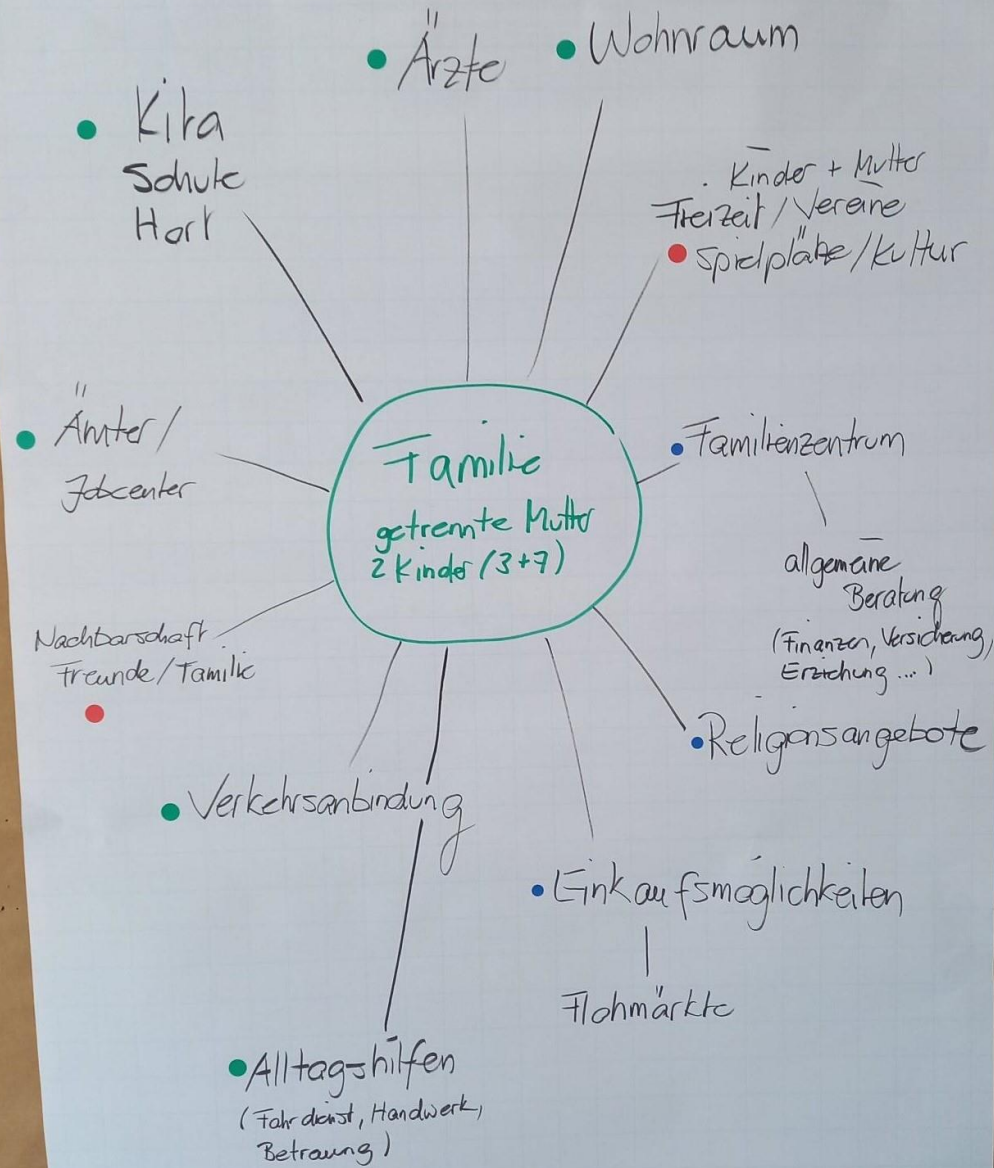 Ärzte
Wohnraum
Kita
Schule
Hort
Kinder + Mutter
Freizeit / Vereine
Spielplätze / Kultur
Ämter /
Jobcenter
Familie
getrennte Mutter
2 Kinder (3+7)
Familienzentrum
allgemeine
Beratung
(Finanzen, Versicherung,
Erziehung ... )
Nachbarschaft
Freunde / Familie
Religionsangebote
Verkehrsanbindung
Einkaufsmöglichkeiten
Flohmärkte
Alltagshilfen
(Fahrdienst, Handwerk,
Betreuung)